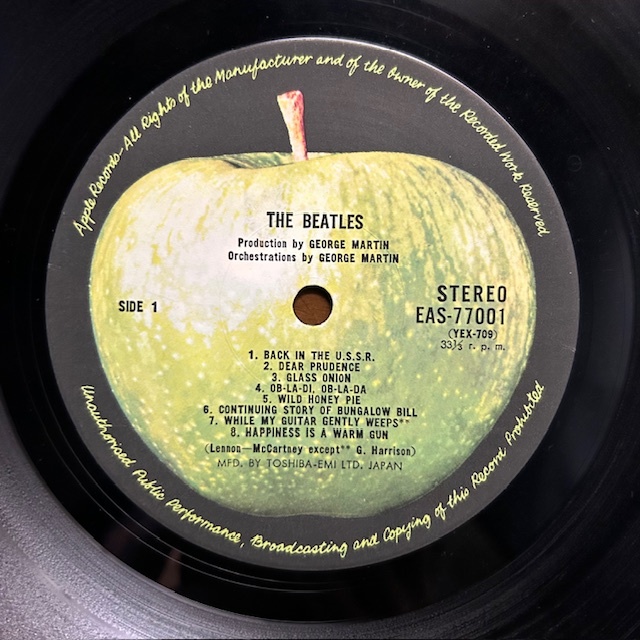 Apple Records—All Rights of the Manufacturer and of the Owner of the Recorded Work Reserved
THE BEATLES
Production by GEORGE MARTIN
Orchestrations by GEORGE MARTIN
SIDE 1
STEREO
EAS-77001
(YEX-709)
33⅓ r. p. m.
1. BACK IN THE U.S.S.R.
2. DEAR PRUDENCE
3. GLASS ONION
4. OB-LA-DI, OB-LA-DA
5. WILD HONEY PIE
6. CONTINUING STORY OF BUNGALOW BILL
7. WHILE MY GUITAR GENTLY WEEPS**
8. HAPPINESS IS A WARM GUN
(Lennon—McCartney except** G. Harrison)
MFD. BY TOSHIBA-EMI LTD. JAPAN
Unauthorised Public Performance, Broadcasting and Copying of this Record Prohibited